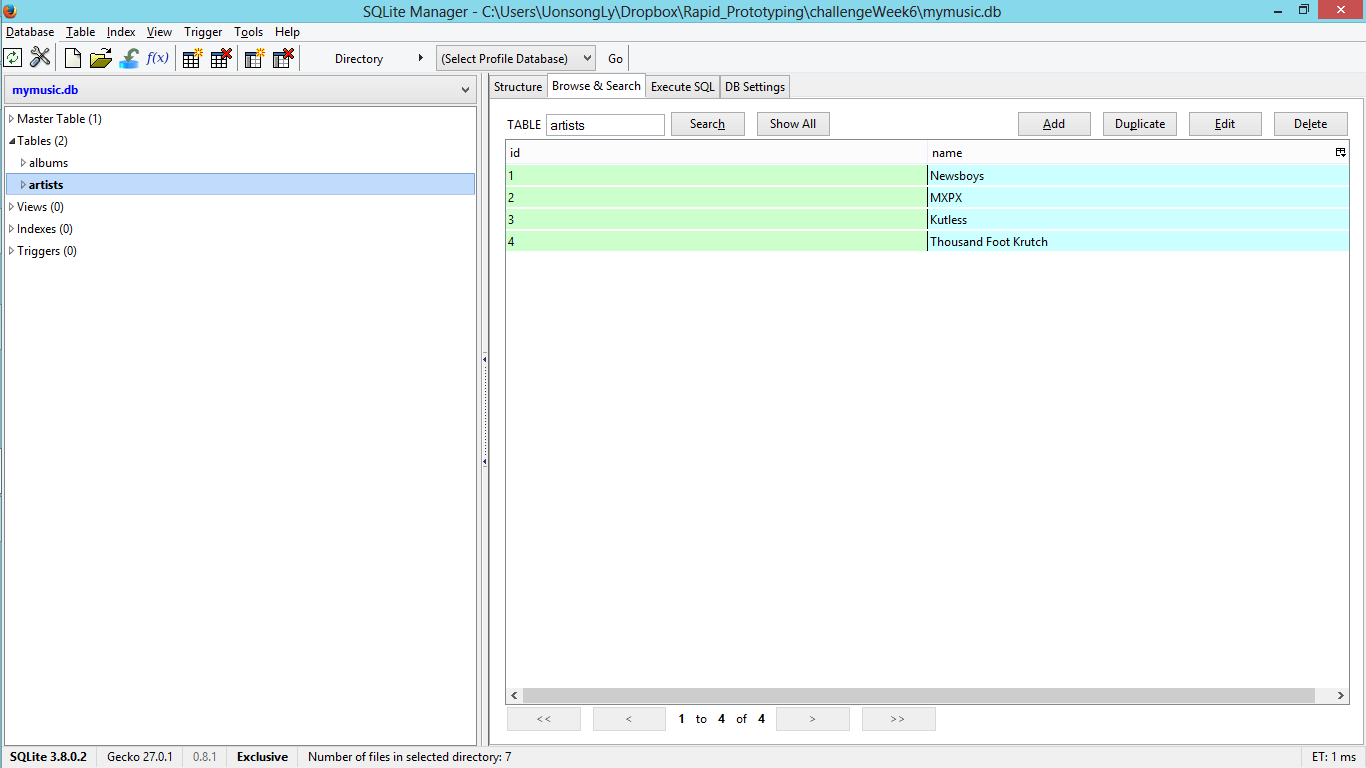 SQLite Manager - C:\Users\UonsongLy\Dropbox\Rapid_Prototyping\challengeWeek6\mymusic.db
Database Table Index View Trigger Tools Help
f(x) Directory (Select Profile Database) Go
mymusic.db
Master Table (1)
Tables (2)
albums
artists
Views (0)
Indexes (0)
Triggers (0)
Structure Browse & Search Execute SQL DB Settings
TABLE artists Search Show All Add Duplicate Edit Delete
id name
1 Newsboys
2 MXPX
3 Kutless
4 Thousand Foot Krutch
<< < 1 to 4 of 4 > >>
SQLite 3.8.0.2 Gecko 27.0.1 0.8.1 Exclusive Number of files in selected directory: 7 ET: 1 ms